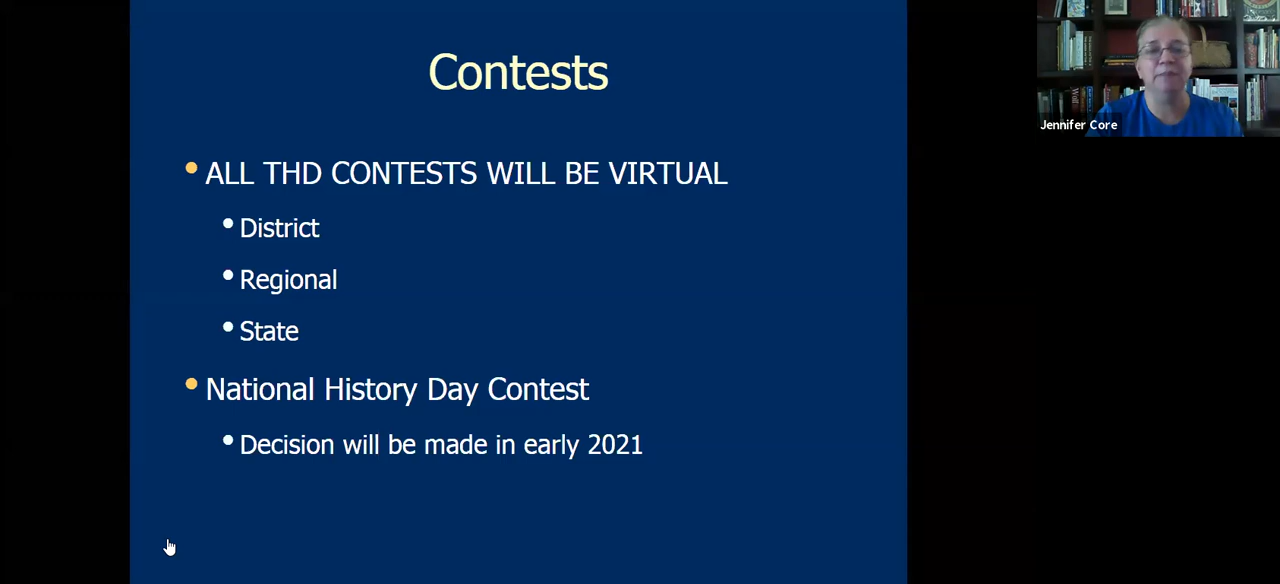 Contests
ALL THD CONTESTS WILL BE VIRTUAL
District
Regional
State
National History Day Contest
Decision will be made in early 2021
Jennifer Core